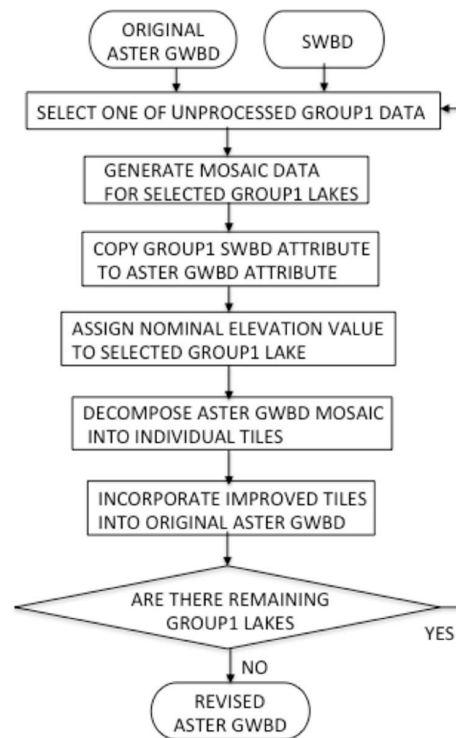 ORIGINAL
ASTER GWBD
SWBD
SELECT ONE OF UNPROCESSED GROUP1 DATA
GENERATE MOSAIC DATA
FOR SELECTED GROUP1 LAKES
COPY GROUP1 SWBD ATTRIBUTE
TO ASTER GWBD ATTRIBUTE
ASSIGN NOMINAL ELEVATION VALUE
TO SELECTED GROUP1 LAKE
DECOMPOSE ASTER GWBD MOSAIC
INTO INDIVIDUAL TILES
INCORPORATE IMPROVED TILES
INTO ORIGINAL ASTER GWBD
ARE THERE REMAINING
GROUP1 LAKES
YES
NO
REVISED
ASTER GWBD